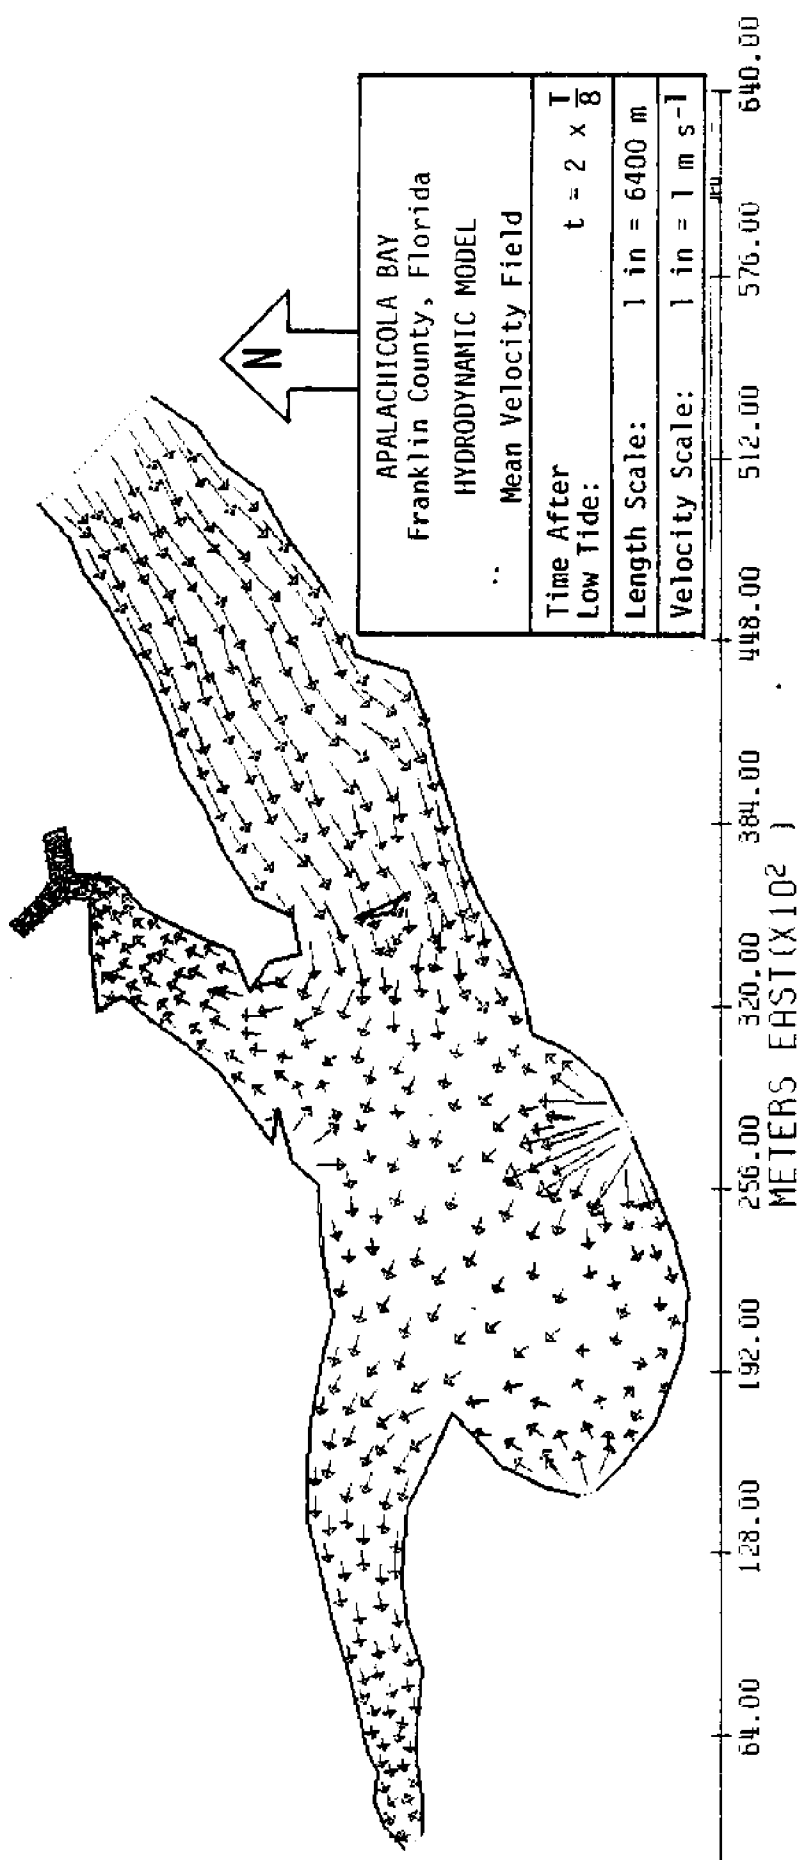 N
APALACHICOLA BAY
Franklin County, Florida
HYDRODYNAMIC MODEL
Mean Velocity Field
Time After
Low Tide: t = 2 x T/8
Length Scale: 1 in = 6400 m
Velocity Scale: 1 in = 1 m s-1
64.00 128.00 192.00 256.00 320.00 384.00 448.00 512.00 576.00 640.00
METERS EAST(X10² )